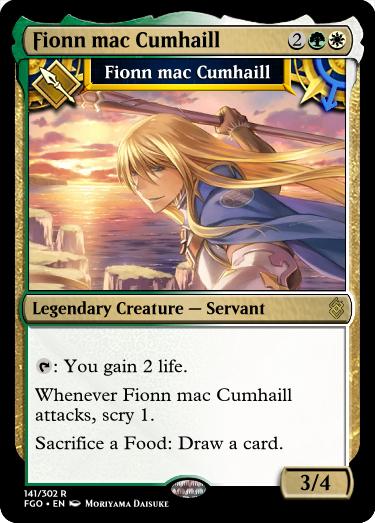 Fionn mac Cumhaill 2
Fionn mac Cumhaill
Legendary Creature — Servant
: You gain 2 life.
Whenever Fionn mac Cumhaill
attacks, scry 1.
Sacrifice a Food: Draw a card.
3/4
141/302 R
FGO • EN Moriyama Daisuke